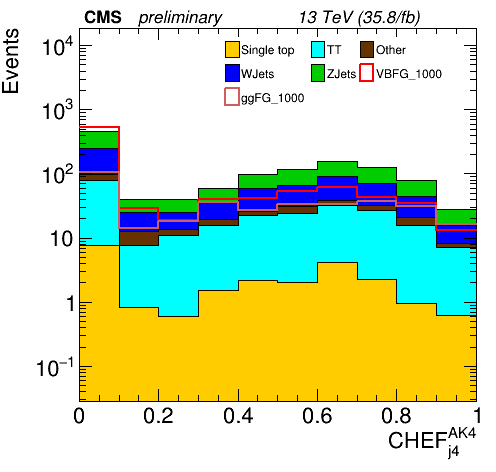 CMS preliminary 13 TeV (35.8/fb)
Events
Single top TT Other
WJets ZJets VBFG_1000
ggFG_1000
10⁴
10³
10²
10
1
10⁻¹
0 0.2 0.4 0.6 0.8 1
CHEF^{AK4}_{j4}